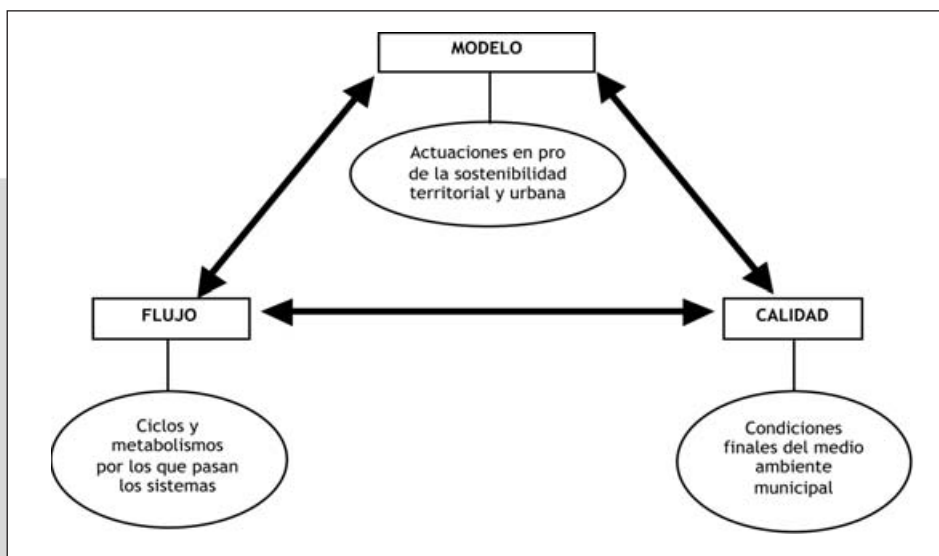 MODELO
Actuaciones en pro
de la sostenibilidad
territorial y urbana
FLUJO
CALIDAD
Ciclos y
metabolismos
por los que pasan
los sistemas
Condiciones
finales del medio
ambiente
municipal